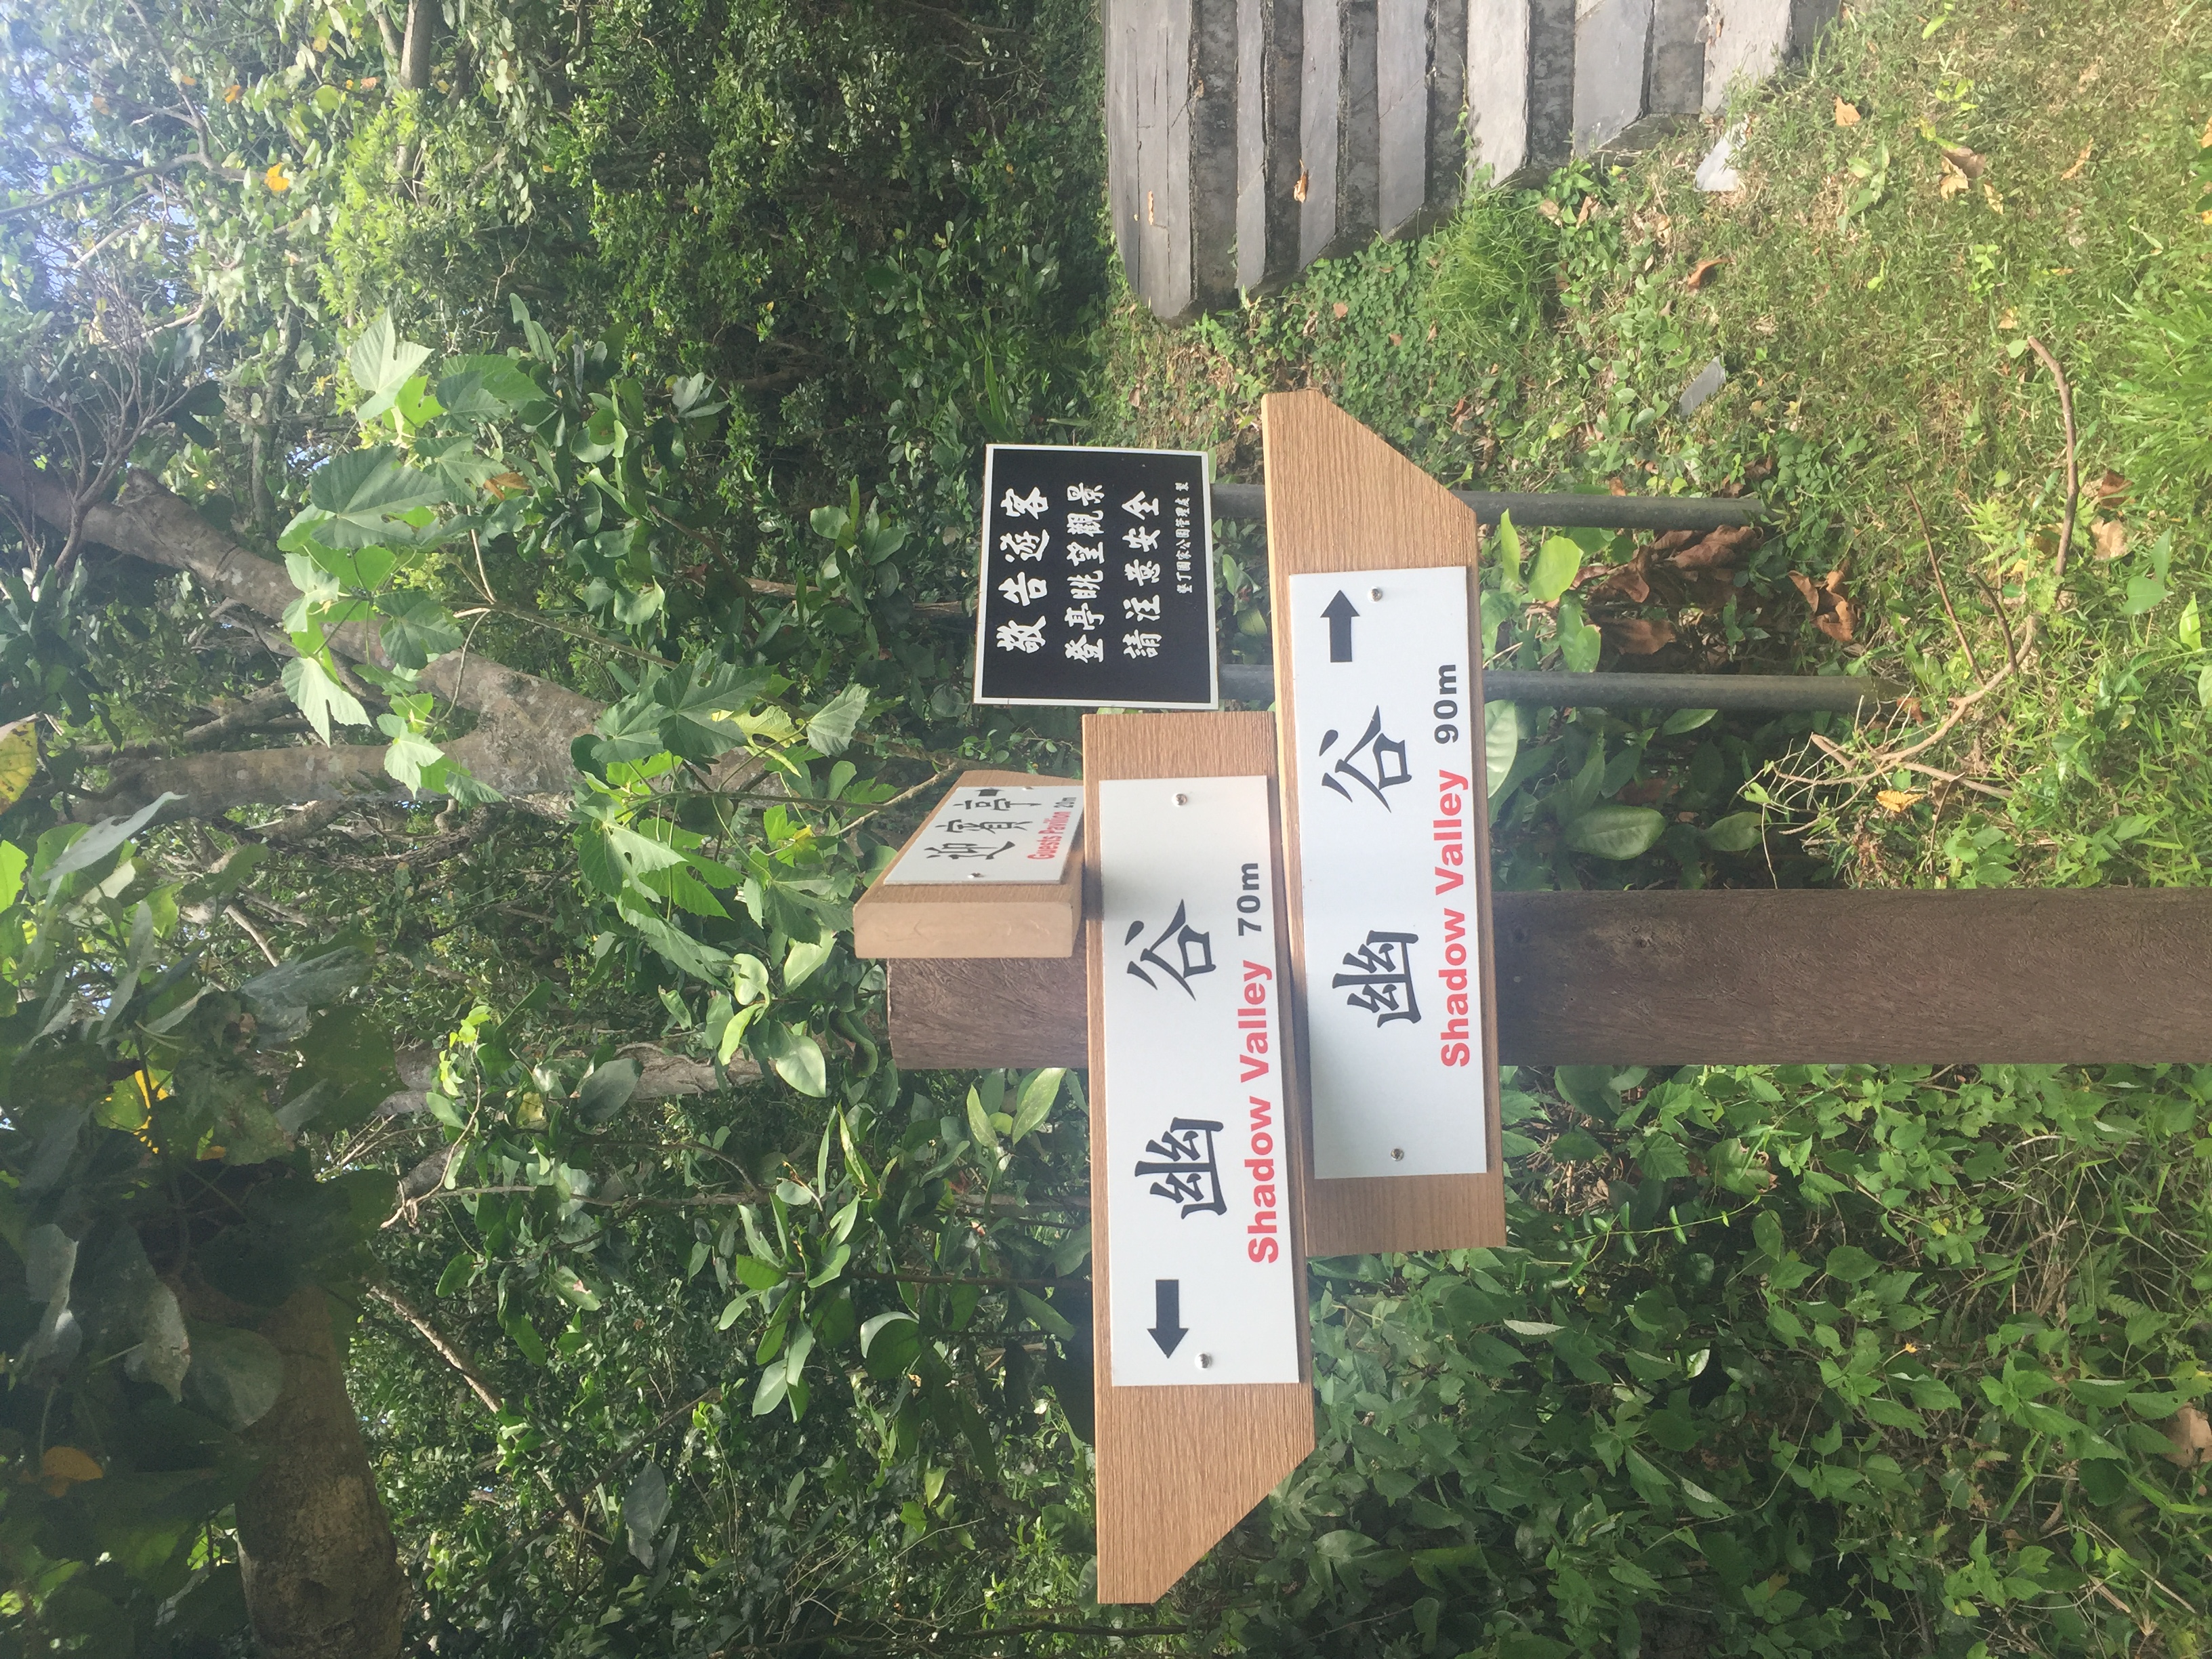 迎賓亭
Guests Pavilion 20m
幽谷
Shadow Valley 70m
幽谷
Shadow Valley 90m
敬告遊客
登亭眺望觀景
請注意安全
墾丁國家公園管理處 製